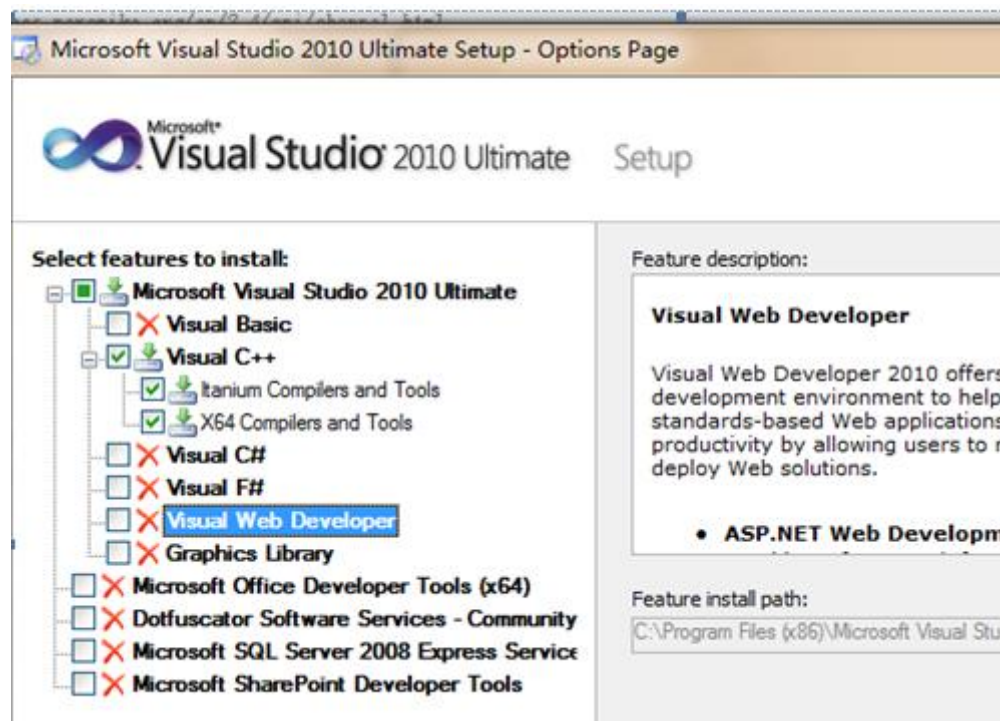 Microsoft Visual Studio 2010 Ultimate Setup - Options Page
Microsoft
Visual Studio 2010 Ultimate Setup
Select features to install:
Microsoft Visual Studio 2010 Ultimate
Visual Basic
Visual C++
Itanium Compilers and Tools
X64 Compilers and Tools
Visual C#
Visual F#
Visual Web Developer
Graphics Library
Microsoft Office Developer Tools (x64)
Dotfuscator Software Services - Community
Microsoft SQL Server 2008 Express Service
Microsoft SharePoint Developer Tools
Feature description:
Visual Web Developer
Visual Web Developer 2010 offers
development environment to help
standards-based Web applications
productivity by allowing users to
deploy Web solutions.
• ASP.NET Web Developm
Feature install path:
C:\Program Files (x86)\Microsoft Visual Stu